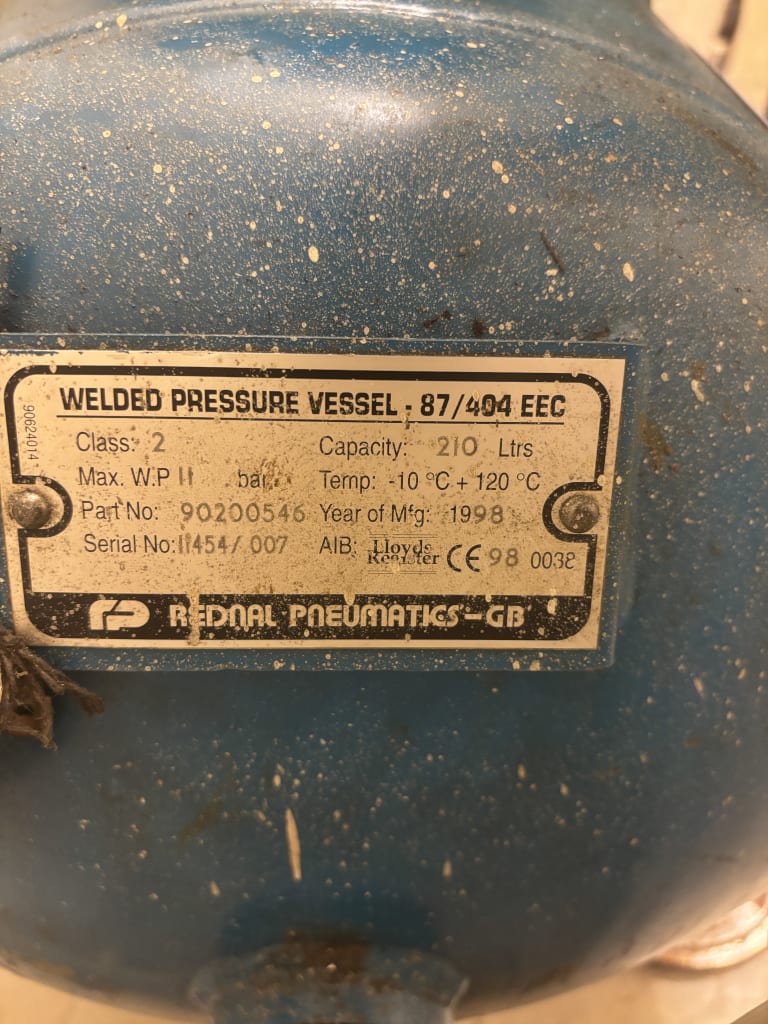 WELDED PRESSURE VESSEL - 87/404 EEC
Class: 2 Capacity: 210 Ltrs
Max. W.P 11 bar Temp: -10 °C + 120 °C
Part No: 90200546 Year of Mfg: 1998
Serial No: 11454/007 AIB: Lloyds Register CE 98 0038
90624014
REDNAL PNEUMATICS-GB